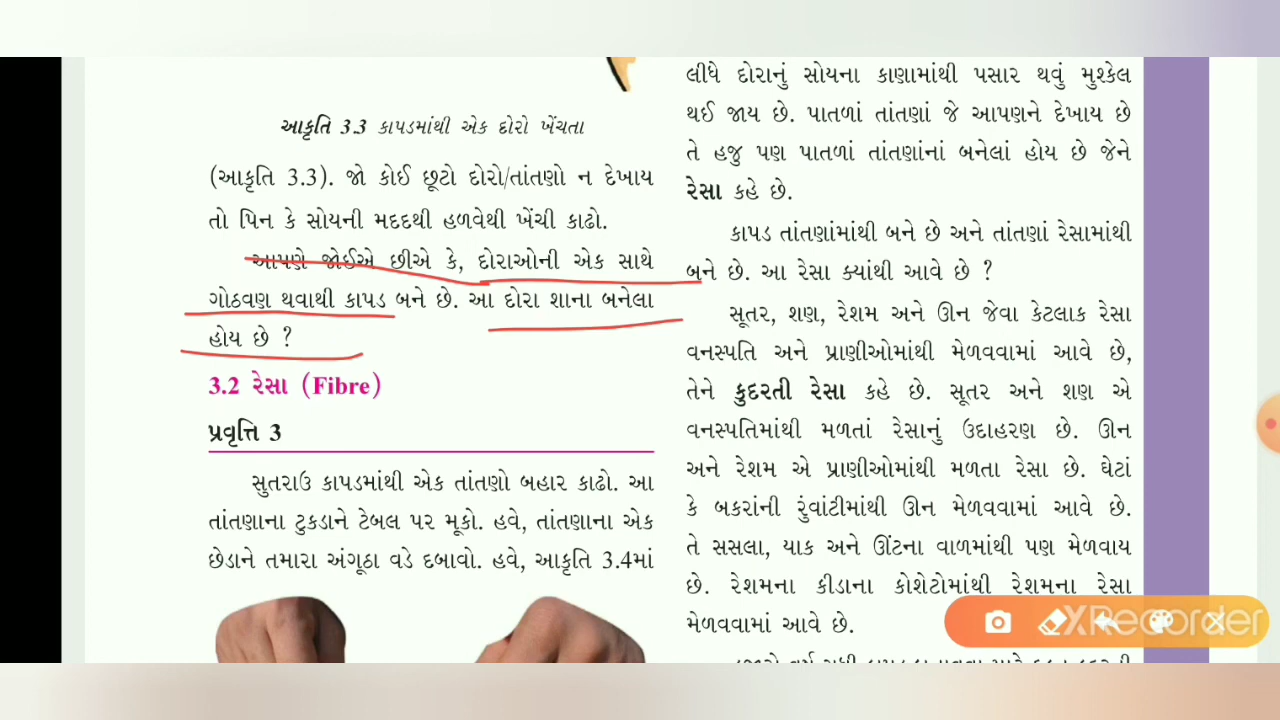 આકૃતિ 3.3 કાપડમાંથી એક દોરો ખેંચતા
(આકૃતિ 3.3). જો કોઈ છૂટો દોરો/તાંતણો ન દેખાય
તો પિન કે સોયની મદદથી હળવેથી ખેંચી કાઢો.
આપણે જોઈએ છીએ કે, દોરાઓની એક સાથે
ગોઠવણ થવાથી કાપડ બને છે. આ દોરા શાના બનેલા
હોય છે ?
3.2 રેસા (Fibre)
પ્રવૃત્તિ 3
સુતરાઉ કાપડમાંથી એક તાંતણો બહાર કાઢો. આ
તાંતણાના ટુકડાને ટેબલ પર મૂકો. હવે, તાંતણાના એક
છેડાને તમારા અંગૂઠા વડે દબાવો. હવે, આકૃતિ 3.4માં
લીધે દોરાનું સોયના કાણામાંથી પસાર થવું મુશ્કેલ
થઈ જાય છે. પાતળાં તાંતણાં જે આપણને દેખાય છે
તે હજુ પણ પાતળાં તાંતણાંનાં બનેલાં હોય છે જેને
રેસા કહે છે.
કાપડ તાંતણાંમાંથી બને છે અને તાંતણાં રેસામાંથી
બને છે. આ રેસા ક્યાંથી આવે છે ?
સૂતર, શણ, રેશમ અને ઊન જેવા કેટલાક રેસા
વનસ્પતિ અને પ્રાણીઓમાંથી મેળવવામાં આવે છે,
તેને કુદરતી રેસા કહે છે. સૂતર અને શણ એ
વનસ્પતિમાંથી મળતાં રેસાનું ઉદાહરણ છે. ઊન
અને રેશમ એ પ્રાણીઓમાંથી મળતા રેસા છે. ઘેટાં
કે બકરાંની રુંવાંટીમાંથી ઊન મેળવવામાં આવે છે.
તે સસલા, યાક અને ઊંટના વાળમાંથી પણ મેળવાય
છે. રેશમના કીડાના કોશેટોમાંથી રેશમના રેસા
મેળવવામાં આવે છે.
XRecorder